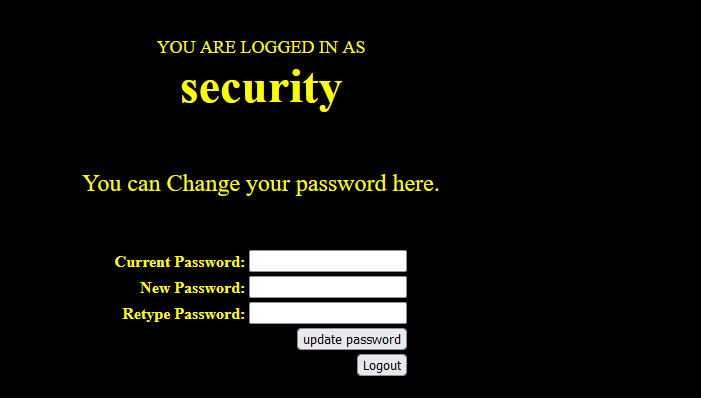 YOU ARE LOGGED IN AS
security
You can Change your password here.
Current Password:
New Password:
Retype Password:
update password
Logout